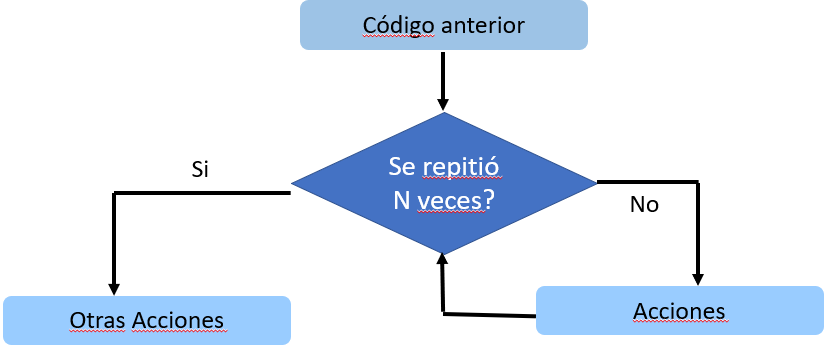 Código anterior
Si
Se repitió
N veces?
No
Otras Acciones
Acciones